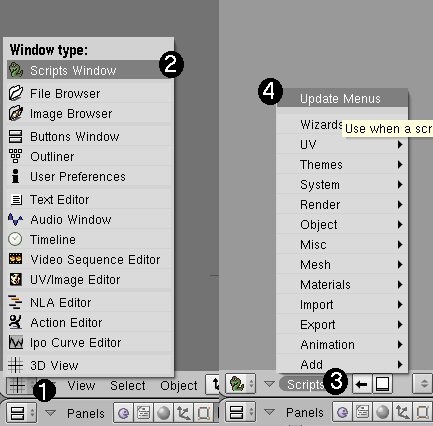 Window type:
2
Scripts Window
File Browser
Image Browser
Buttons Window
Outliner
User Preferences
Text Editor
Audio Window
Timeline
Video Sequence Editor
UV/Image Editor
NLA Editor
Action Editor
Ipo Curve Editor
3D View
1
View Select Object
Panels
4
Update Menus
Wizards
Use when a scr
UV
Themes
System
Render
Object
Misc
Mesh
Materials
Import
Export
Animation
Add
Scripts
3
Panels